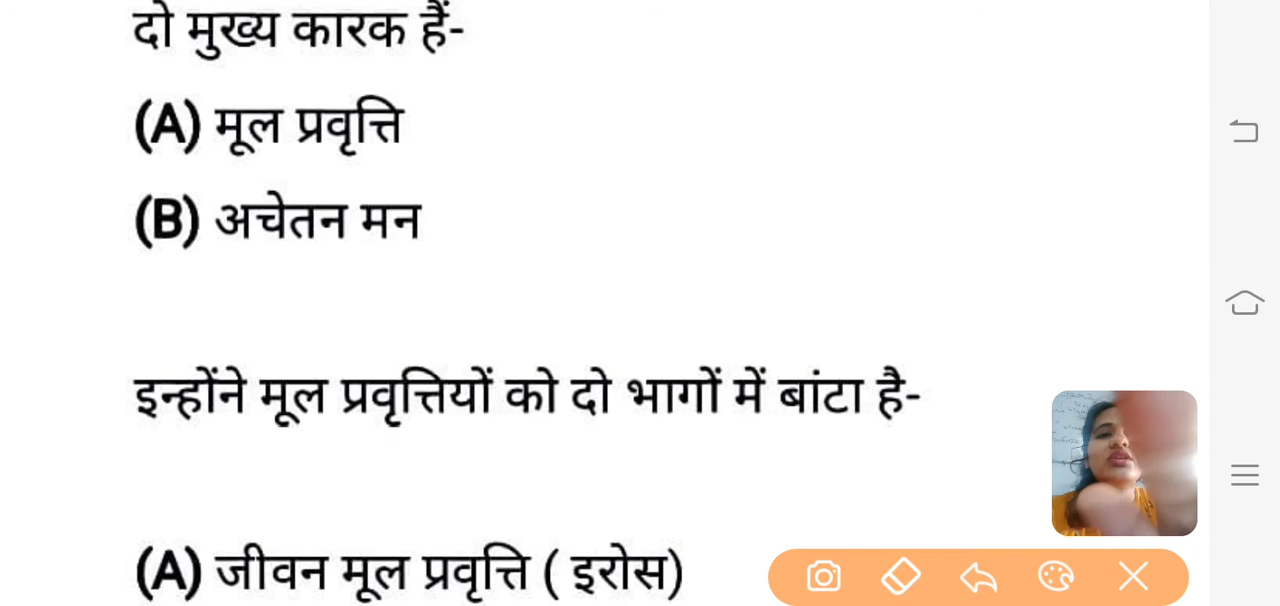 दो मुख्य कारक हैं-
(A) मूल प्रवृत्ति
(B) अचेतन मन
इन्होंने मूल प्रवृत्तियों को दो भागों में बांटा है-
(A) जीवन मूल प्रवृत्ति ( इरोस)